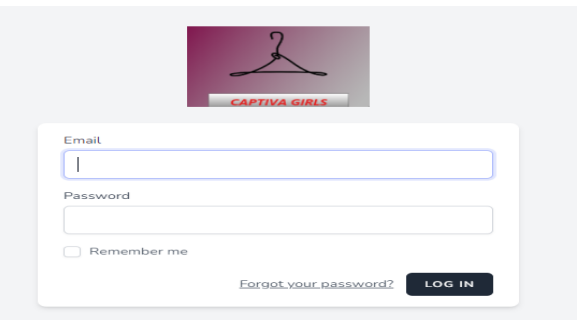 CAPTIVA GIRLS
Email
Password
Remember me
Forgot your password? LOG IN